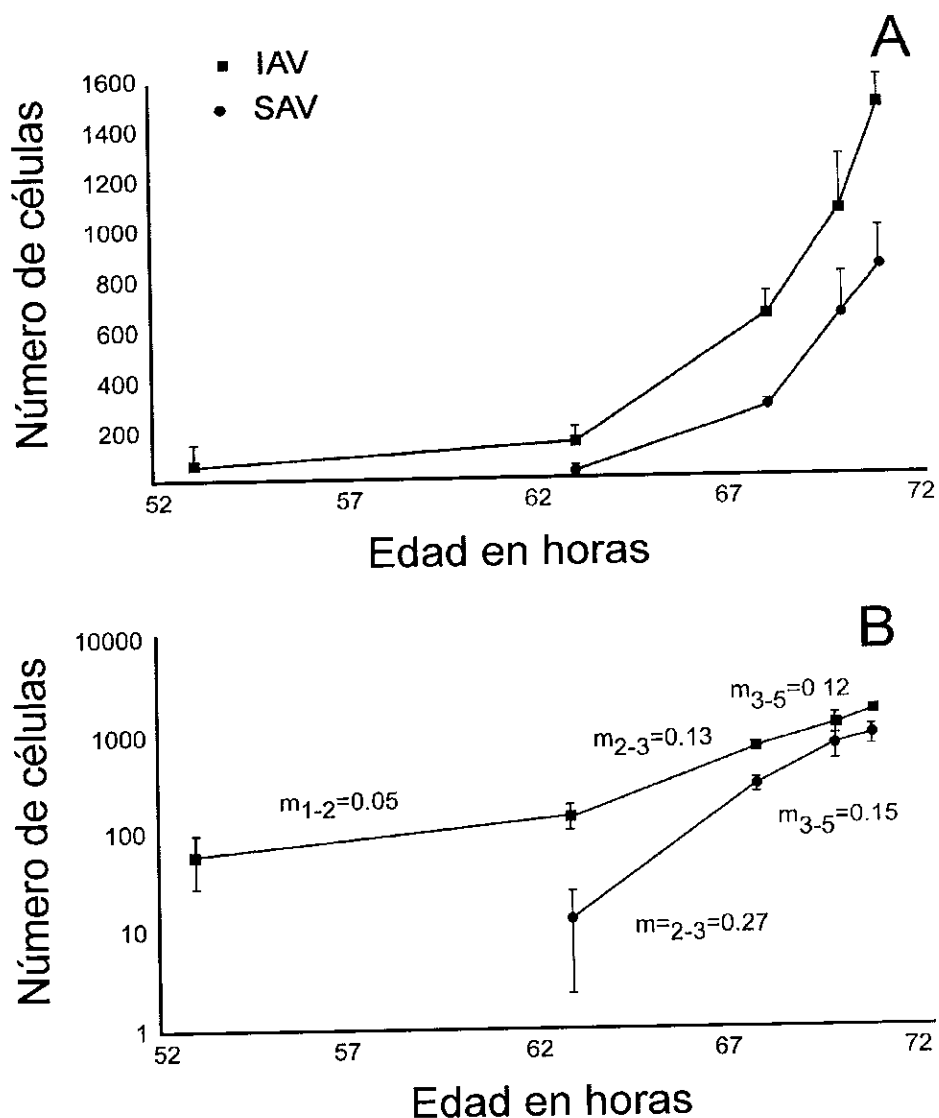 A
IAV
SAV
Número de células
1600
1400
1200
1000
800
600
400
200
52 57 62 67 72
Edad en horas
B
Número de células
10000
1000
100
10
1
m1-2=0.05
m2-3=0.13
m3-5=0 12
m3-5=0.15
m=2-3=0.27
52 57 62 67 72
Edad en horas